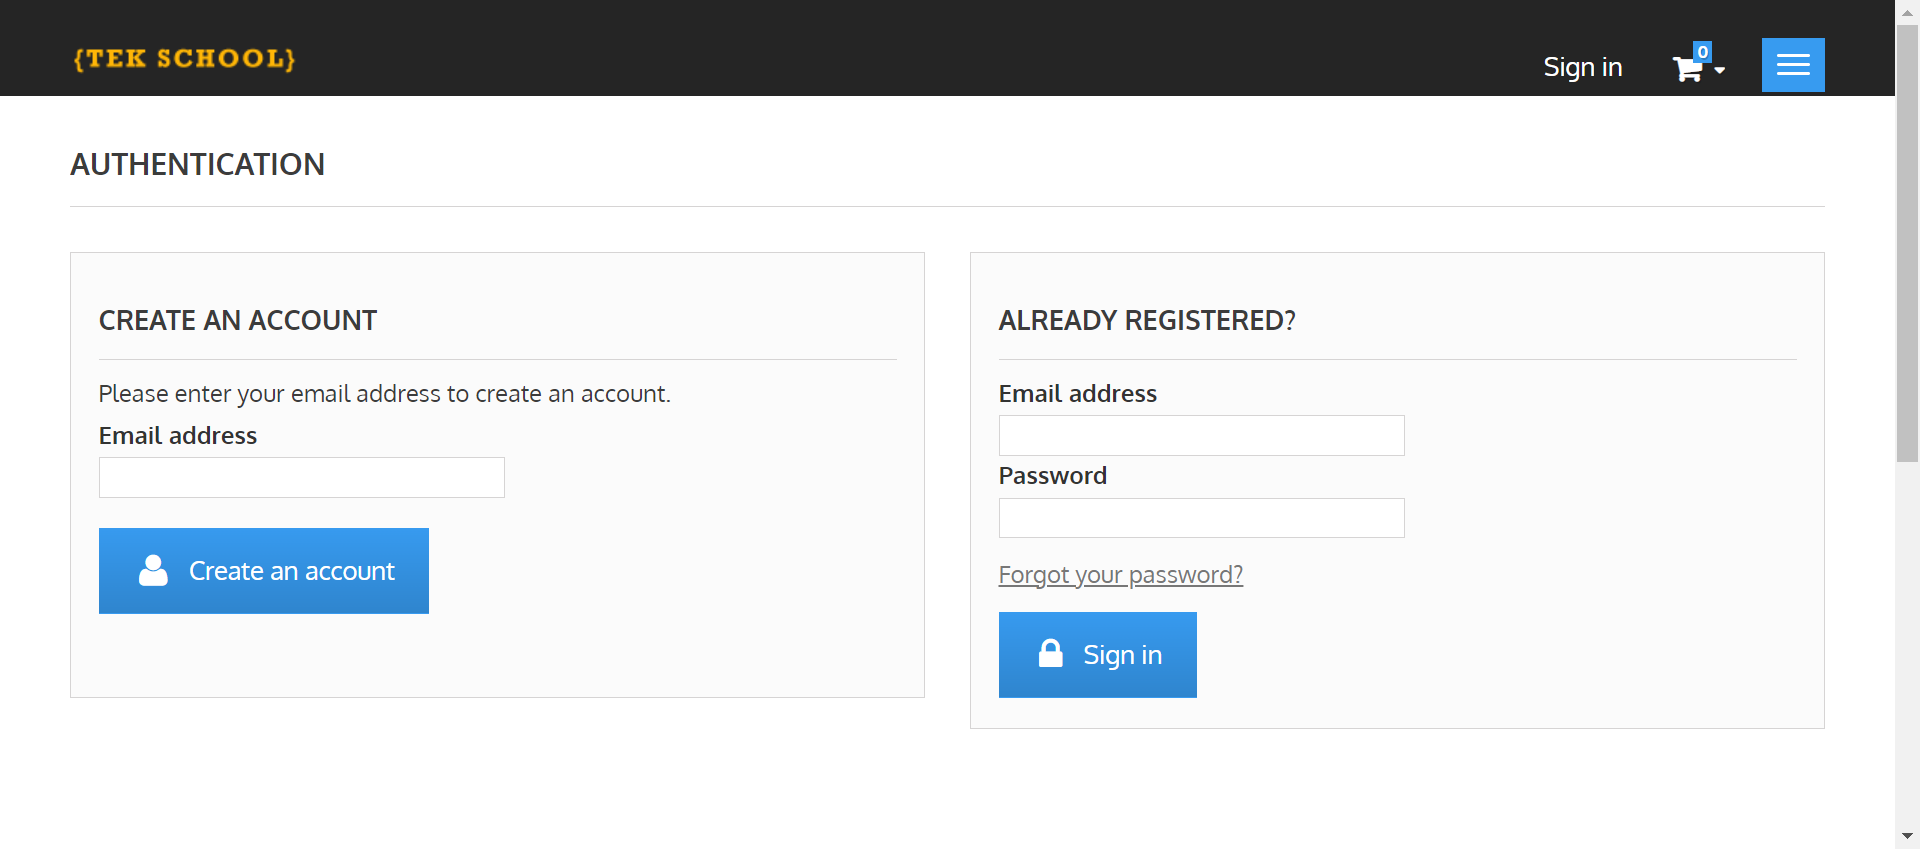 {TEK SCHOOL}
Sign in
0
AUTHENTICATION
CREATE AN ACCOUNT
Please enter your email address to create an account.
Email address
Create an account
ALREADY REGISTERED?
Email address
Password
Forgot your password?
Sign in